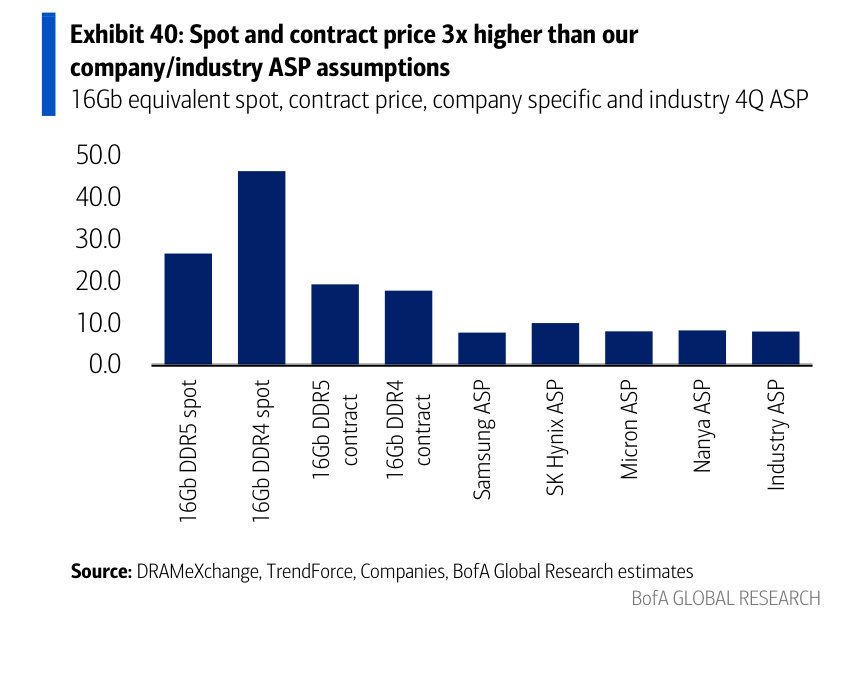 Exhibit 40: Spot and contract price 3x higher than our
company/industry ASP assumptions
16Gb equivalent spot, contract price, company specific and industry 4Q ASP
50.0
40.0
30.0
20.0
10.0
0.0
16Gb DDR5 spot
16Gb DDR4 spot
16Gb DDR5
contract
16Gb DDR4
contract
Samsung ASP
SK Hynix ASP
Micron ASP
Nanya ASP
Industry ASP
Source: DRAMeXchange, TrendForce, Companies, BofA Global Research estimates
BofA GLOBAL RESEARCH